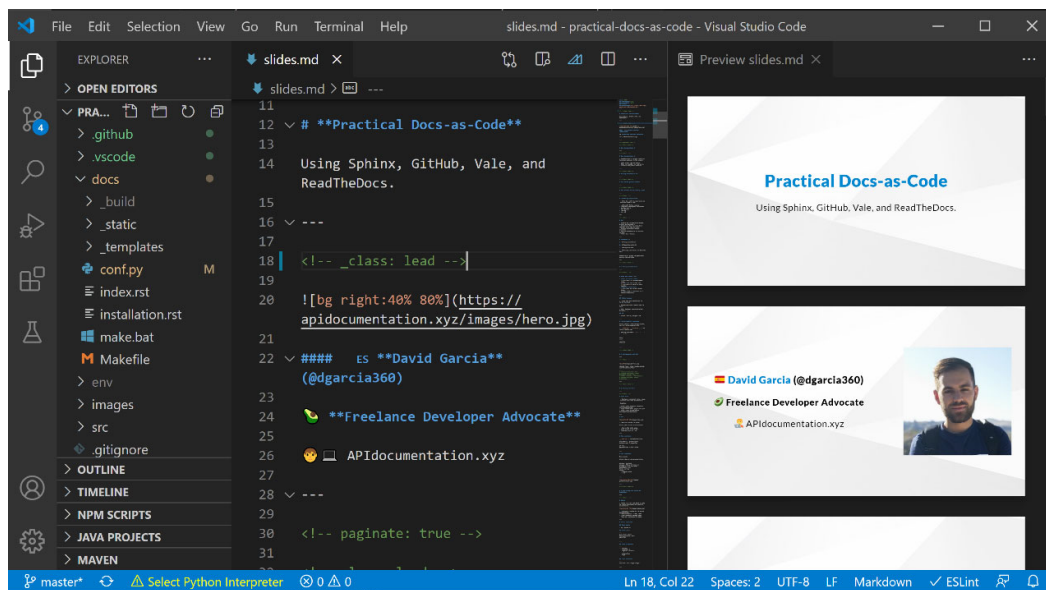 File Edit Selection View Go Run Terminal Help slides.md - practical-docs-as-code - Visual Studio Code
EXPLORER
OPEN EDITORS
PRA...
.github
.vscode
docs
_build
_static
_templates
conf.py M
index.rst
installation.rst
make.bat
Makefile
env
images
src
.gitignore
OUTLINE
TIMELINE
NPM SCRIPTS
JAVA PROJECTS
MAVEN
4
slides.md
slides.md > abc ---
11
12 # **Practical Docs-as-Code**
13
14 Using Sphinx, GitHub, Vale, and
ReadTheDocs.
15
16 ---
17
18 <!-- _class: lead -->
19
20 ![bg right:40% 80%](https://
apidocumentation.xyz/images/hero.jpg)
21
22 #### ES **David Garcia**
(@dgarcia360)
23
24 🥑 **Freelance Developer Advocate**
25
26 🧑 💻 APIdocumentation.xyz
27
28 ---
29
30 <!-- paginate: true -->
31
Preview slides.md
Practical Docs-as-Code
Using Sphinx, GitHub, Vale, and ReadTheDocs.
David Garcia (@dgarcia360)
Freelance Developer Advocate
APIdocumentation.xyz
master* Select Python Interpreter 0 0 Ln 18, Col 22 Spaces: 2 UTF-8 LF Markdown ESLint